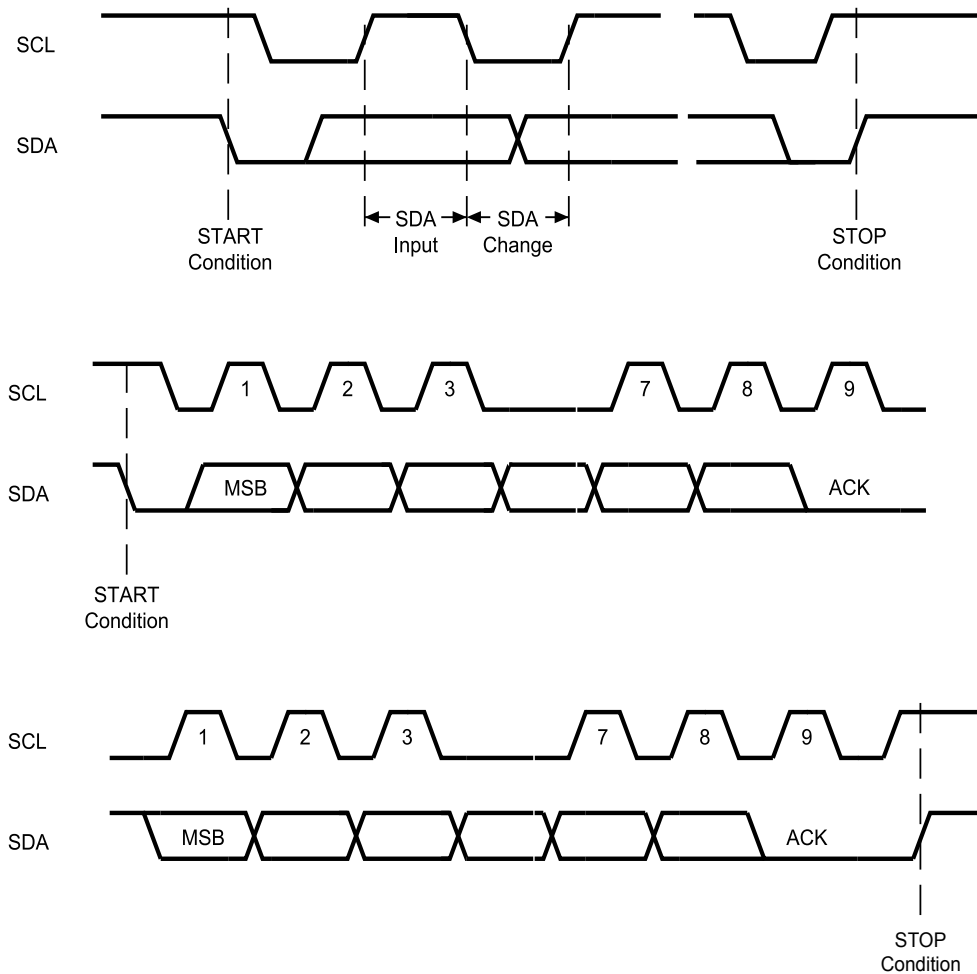 SCL
SDA
SDA
Input
SDA
Change
START
Condition
STOP
Condition
SCL
1
2
3
7
8
9
SDA
MSB
ACK
START
Condition
SCL
1
2
3
7
8
9
SDA
MSB
ACK
STOP
Condition